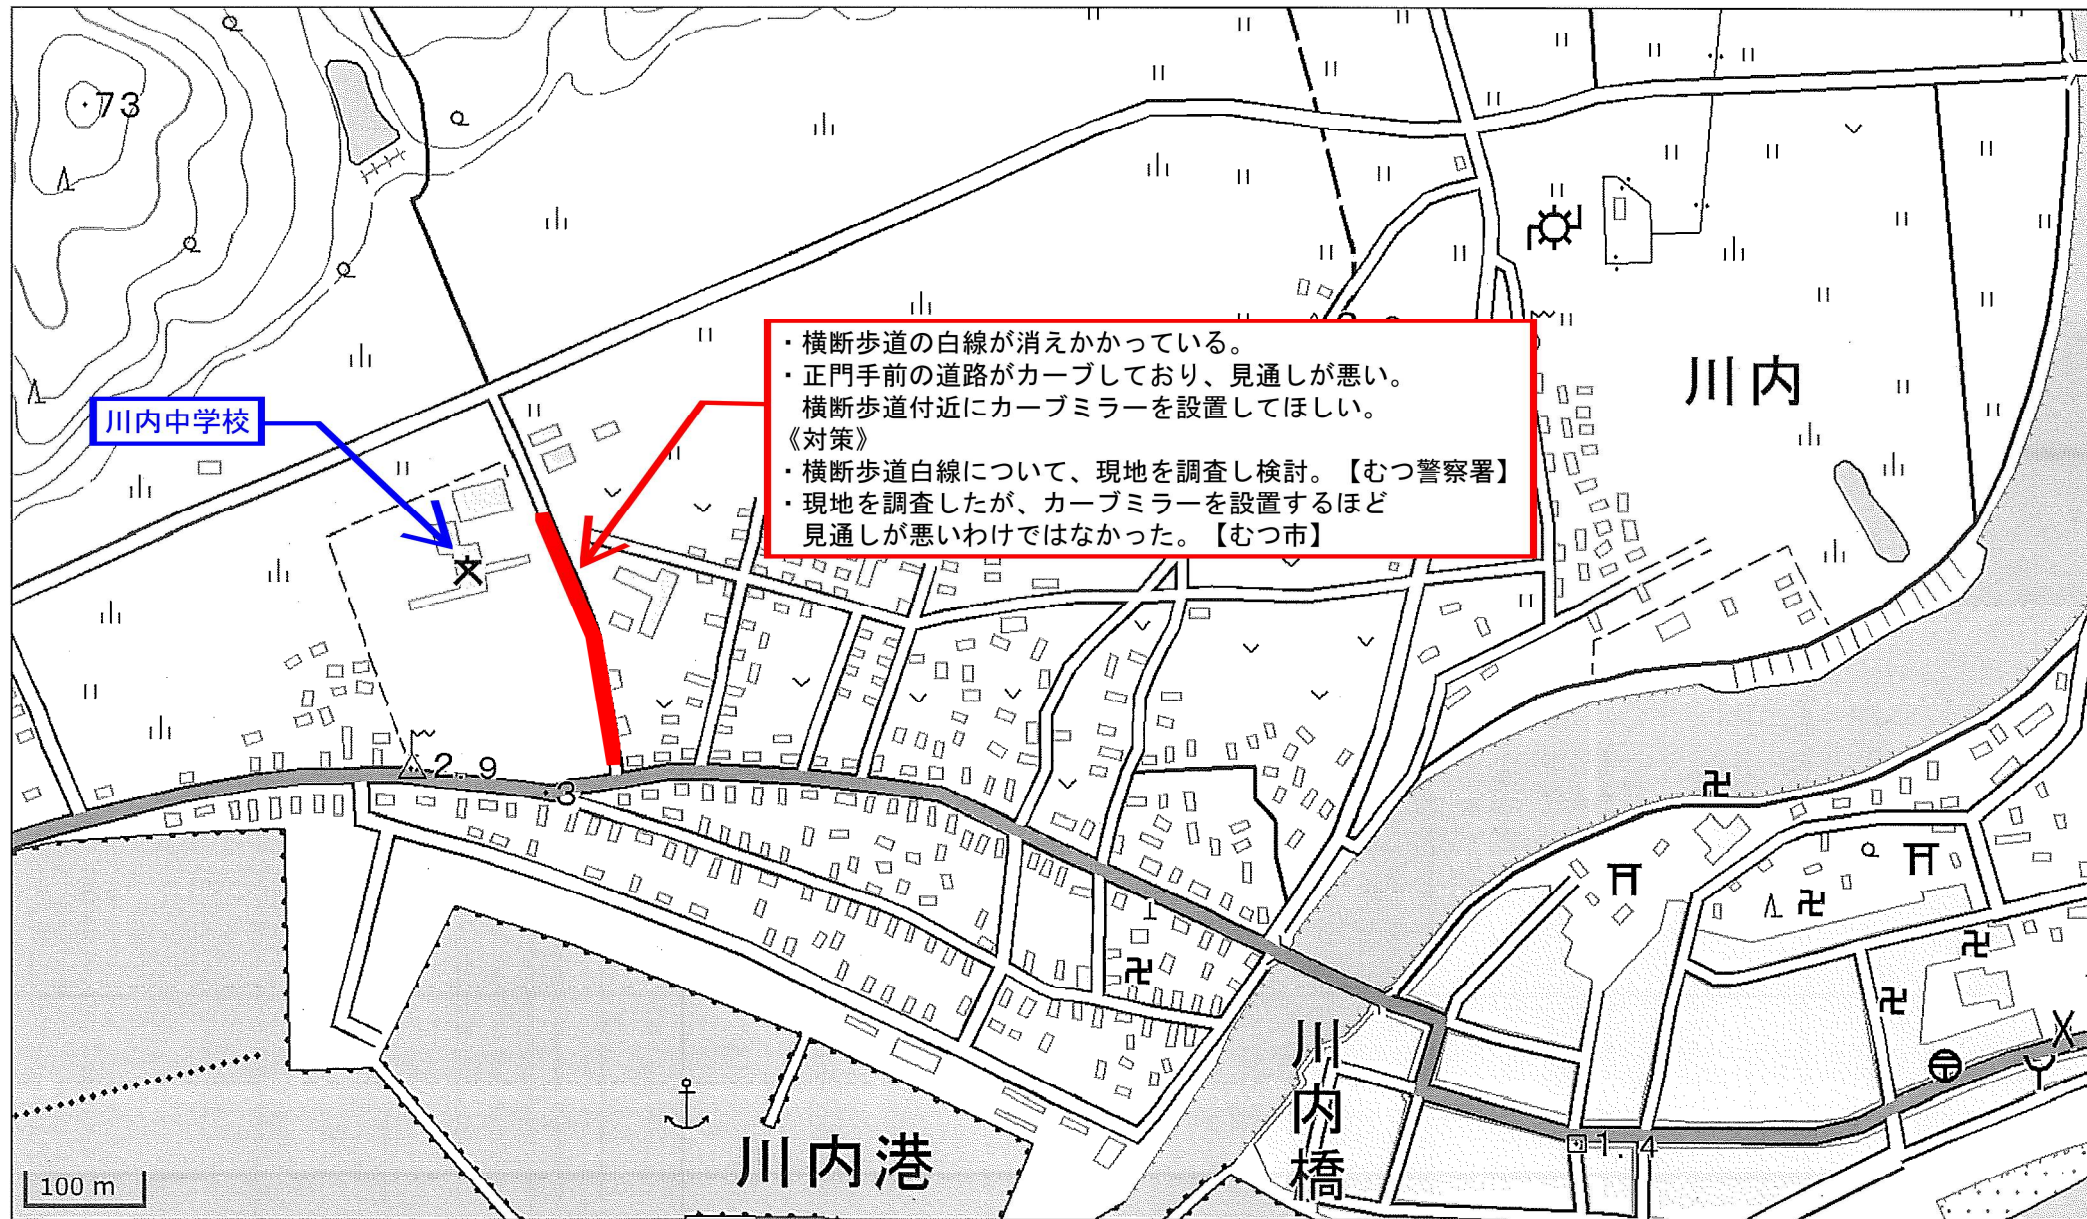 73
・横断歩道の白線が消えかかっている。
・正門手前の道路がカーブしており、見通しが悪い。
横断歩道付近にカーブミラーを設置してほしい。
《対策》
・横断歩道白線について、現地を調査し検討。【むつ警察署】
・現地を調査したが、カーブミラーを設置するほど
見通しが悪いわけではなかった。【むつ市】
川内
川内中学校
2.9
3
川内橋
川内港
1.4
100 m